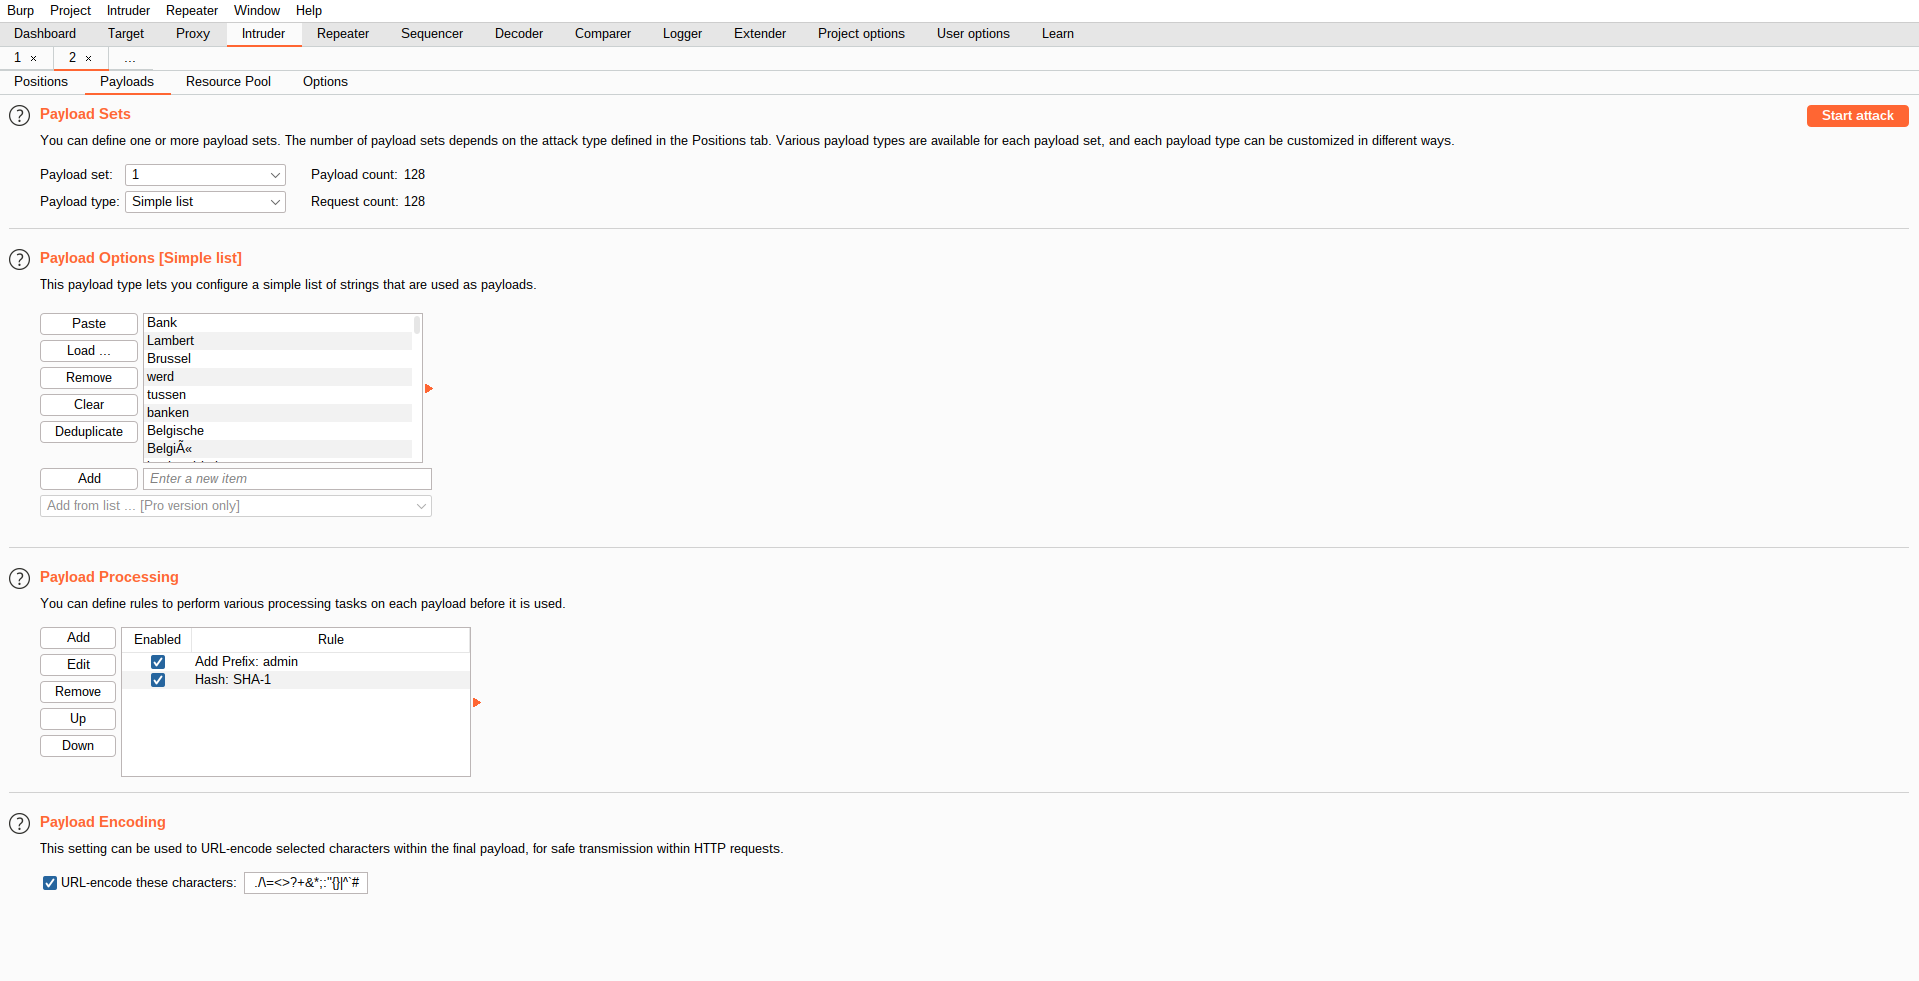 Burp Project Intruder Repeater Window Help
Dashboard Target Proxy Intruder Repeater Sequencer Decoder Comparer Logger Extender Project options User options Learn
1 × 2 × ...
Positions Payloads Resource Pool Options
? Payload Sets Start attack
You can define one or more payload sets. The number of payload sets depends on the attack type defined in the Positions tab. Various payload types are available for each payload set, and each payload type can be customized in different ways.
Payload set: 1 Payload count: 128
Payload type: Simple list Request count: 128
? Payload Options [Simple list]
This payload type lets you configure a simple list of strings that are used as payloads.
Paste
Load ...
Remove
Clear
Deduplicate
Bank
Lambert
Brussel
werd
tussen
banken
Belgische
BelgiÃ«
Add Enter a new item
Add from list ... [Pro version only]
? Payload Processing
You can define rules to perform various processing tasks on each payload before it is used.
Add
Edit
Remove
Up
Down
Enabled Rule
Add Prefix: admin
Hash: SHA-1
? Payload Encoding
This setting can be used to URL-encode selected characters within the final payload, for safe transmission within HTTP requests.
URL-encode these characters: ./\=<>?+&*;:"{}|^`#